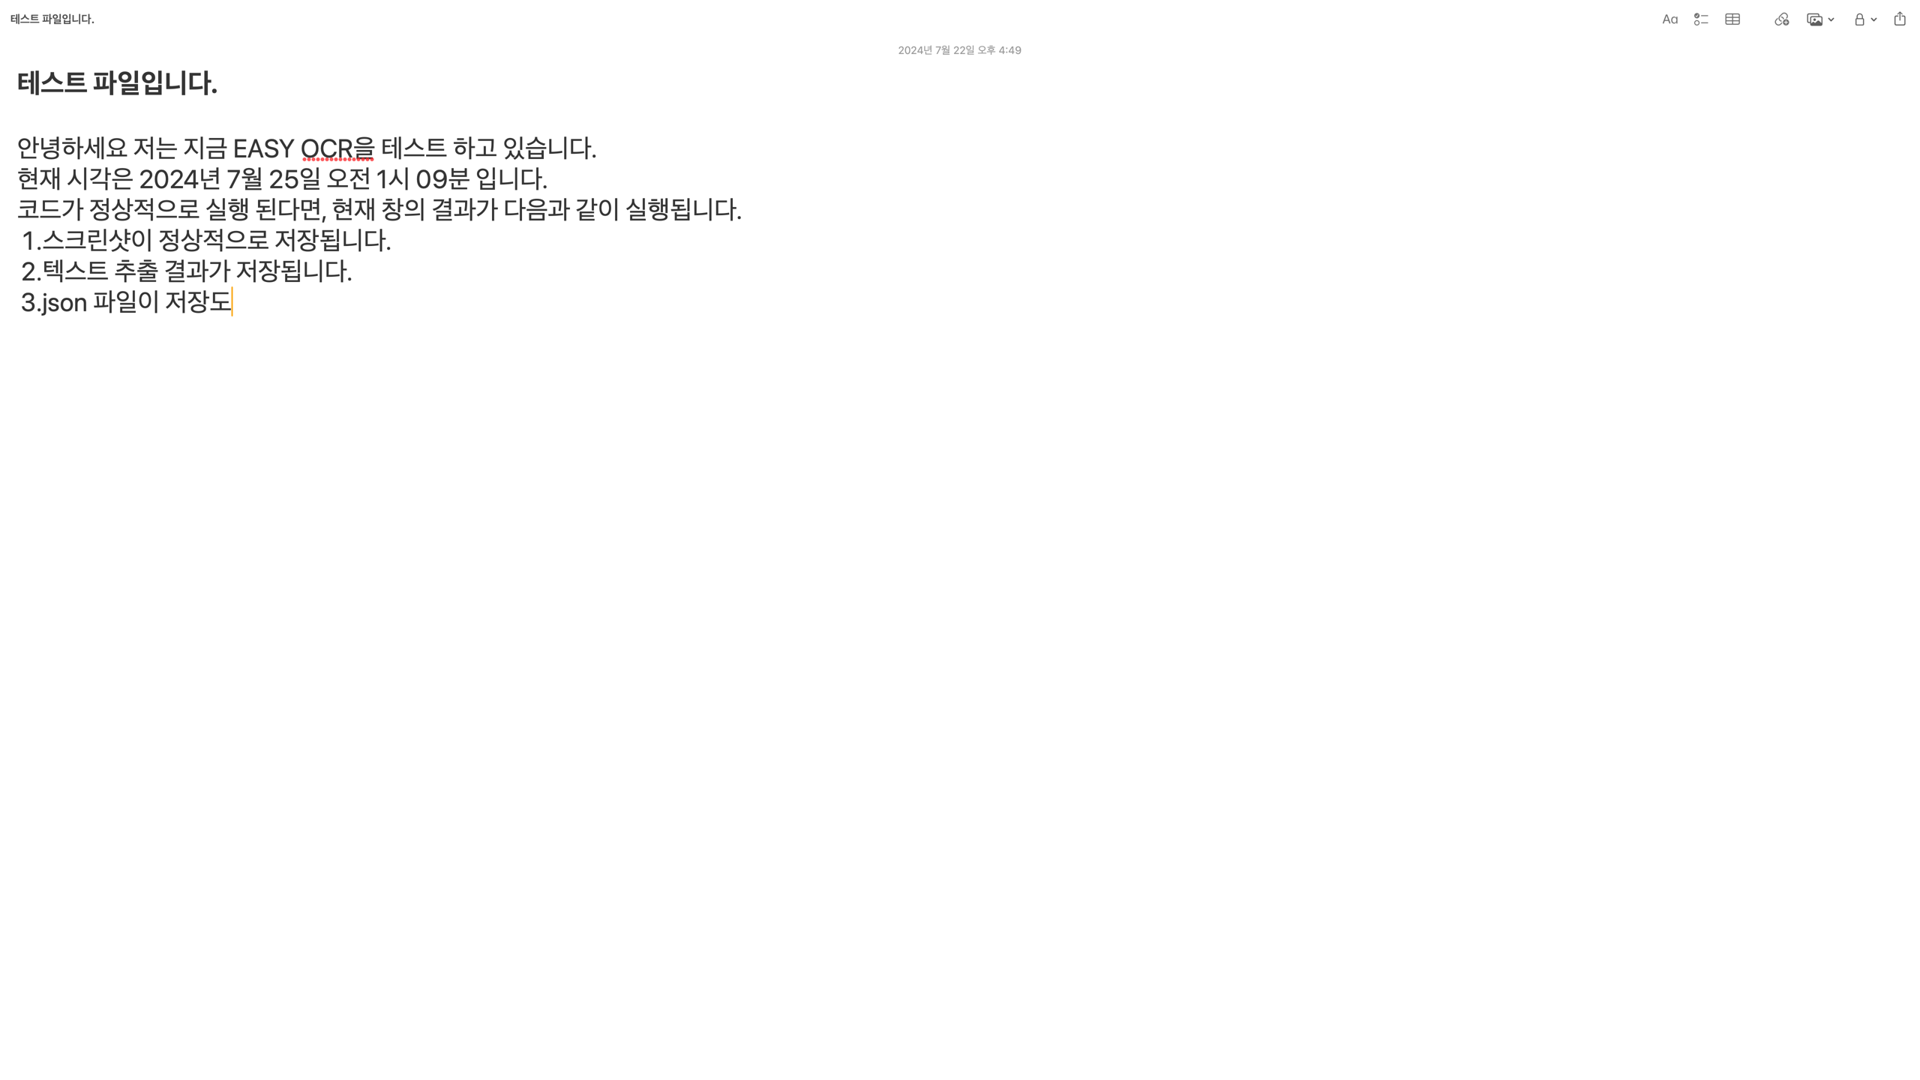 테스트 파일입니다.
Aa
2024년 7월 22일 오후 4:49
테스트 파일입니다.
안녕하세요 저는 지금 EASY OCR을 테스트 하고 있습니다.
현재 시각은 2024년 7월 25일 오전 1시 09분 입니다.
코드가 정상적으로 실행 된다면, 현재 창의 결과가 다음과 같이 실행됩니다.
1.스크린샷이 정상적으로 저장됩니다.
2.텍스트 추출 결과가 저장됩니다.
3.json 파일이 저장도